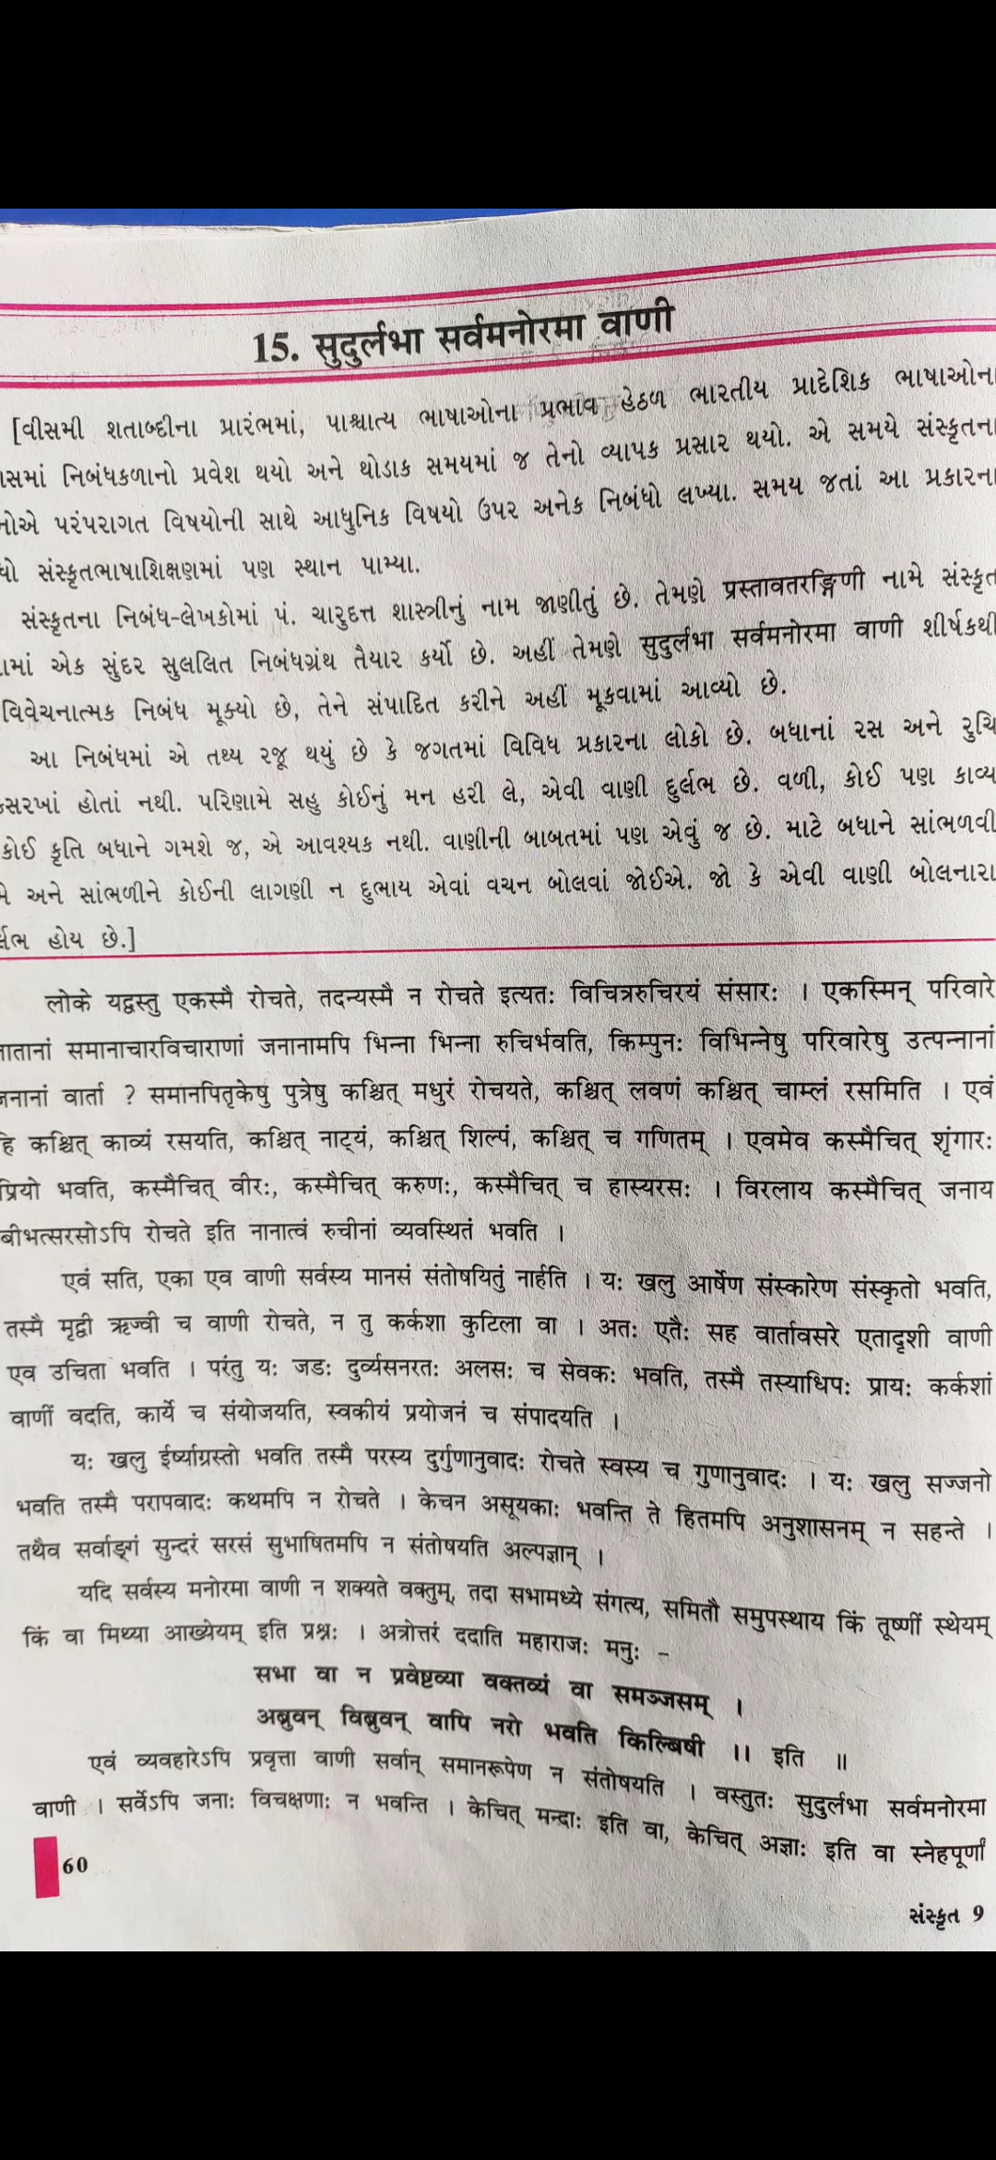 15. सुदुर्लभा सर्वमनोरमा वाणी
[વીસમી શતાબ્દીના પ્રારંભમાં, પાશ્ચાત્ય ભાષાઓના પ્રભાવ હેઠળ ભારતીય પ્રાદેશિક ભાષાઓના
નિબંધકળાનો પ્રવેશ થયો અને થોડાક સમયમાં જ તેનો વ્યાપક પ્રસાર થયો. એ સમયે સંસ્કૃતના
પરંપરાગત વિષયોની સાથે આધુનિક વિષયો ઉપર અનેક નિબંધો લખ્યા. સમય જતાં આ પ્રકારના
સંસ્કૃતભાષાશિક્ષણમાં પણ સ્થાન પામ્યા.
સંસ્કૃતના નિબંધ-લેખકોમાં પં. ચારુદત્ત શાસ્ત્રીનું નામ જાણીતું છે. તેમણે પ્રસ્તાવતરઙ્ગિણી નામે સંસ્કૃત
એક સુંદર સુલલિત નિબંધગ્રંથ તૈયાર કર્યો છે. અહીં તેમણે સુદુર્લભા સર્વમનોરમા વાણી શીર્ષકથી
વિવેચનાત્મક નિબંધ મૂક્યો છે, તેને સંપાદિત કરીને અહીં મૂકવામાં આવ્યો છે.
આ નિબંધમાં એ તથ્ય રજૂ થયું છે કે જગતમાં વિવિધ પ્રકારના લોકો છે. બધાનાં રસ અને રુચિ
એકસરખાં હોતાં નથી. પરિણામે સહુ કોઈનું મન હરી લે, એવી વાણી દુર્લભ છે. વળી, કોઈ પણ કાવ્ય
કોઈ કૃતિ બધાને ગમશે જ, એ આવશ્યક નથી. વાણીની બાબતમાં પણ એવું જ છે. માટે બધાને સાંભળવી
અને સાંભળીને કોઈની લાગણી ન દુભાય એવાં વચન બોલવાં જોઈએ. જો કે એવી વાણી બોલનારા
હોય છે.]
लोके यद्वस्तु एकस्मै रोचते, तदन्यस्मै न रोचते इत्यतः विचित्ररुचिरयं संसारः । एकस्मिन् परिवारे
जातानां समानाचारविचाराणां जनानामपि भिन्ना भिन्ना रुचिर्भवति, किम्पुनः विभिन्नेषु परिवारेषु उत्पन्नानां
जनानां वार्ता ? समानपितृकेषु पुत्रेषु कश्चित् मधुरं रोचयते, कश्चित् लवणं कश्चित् चाम्लं रसमिति । एवं
हि कश्चित् काव्यं रसयति, कश्चित् नाट्यं, कश्चित् शिल्पं, कश्चित् च गणितम् । एवमेव कस्मैचित् शृंगारः
प्रियो भवति, कस्मैचित् वीरः, कस्मैचित् करुणः, कस्मैचित् च हास्यरसः । विरलाय कस्मैचित् जनाय
बीभत्सरसोऽपि रोचते इति नानात्वं रुचीनां व्यवस्थितं भवति ।
एवं सति, एका एव वाणी सर्वस्य मानसं संतोषयितुं नार्हति । यः खलु आर्षेण संस्कारेण संस्कृतो भवति,
तस्मै मृद्वी ऋज्वी च वाणी रोचते, न तु कर्कशा कुटिला वा । अतः एतैः सह वार्तावसरे एतादृशी वाणी
एव उचिता भवति । परंतु यः जडः दुर्व्यसनरतः अलसः च सेवकः भवति, तस्मै तस्याधिपः प्रायः कर्कशां
वाणीं वदति, कार्ये च संयोजयति, स्वकीयं प्रयोजनं च संपादयति ।
यः खलु ईर्ष्याग्रस्तो भवति तस्मै परस्य दुर्गुणानुवादः रोचते स्वस्य च गुणानुवादः । यः खलु सज्जनो
भवति तस्मै परापवादः कथमपि न रोचते । केचन असूयकाः भवन्ति ते हितमपि अनुशासनम् न सहन्ते ।
तथैव सर्वाङ्गं सुन्दरं सरसं सुभाषितमपि न संतोषयति अल्पज्ञान् ।
यदि सर्वस्य मनोरमा वाणी न शक्यते वक्तुम्, तदा सभामध्ये संगत्य, समितौ समुपस्थाय किं तूष्णीं स्थेयम्
किं वा मिथ्या आख्येयम् इति प्रश्नः । अत्रोत्तरं ददाति महाराजः मनुः –
सभा वा न प्रवेष्टव्या वक्तव्यं वा समञ्जसम् ।
अब्रुवन् विब्रुवन् वापि नरो भवति किल्बिषी ।। इति ॥
एवं व्यवहारेऽपि प्रवृत्ता वाणी सर्वान् समानरूपेण न संतोषयति । वस्तुतः सुदुर्लभा सर्वमनोरमा
वाणी । सर्वेऽपि जनाः विचक्षणाः न भवन्ति । केचित् मन्दाः इति वा, केचित् अज्ञाः इति वा स्नेहपूर्णां
60
સંસ્કૃત 9